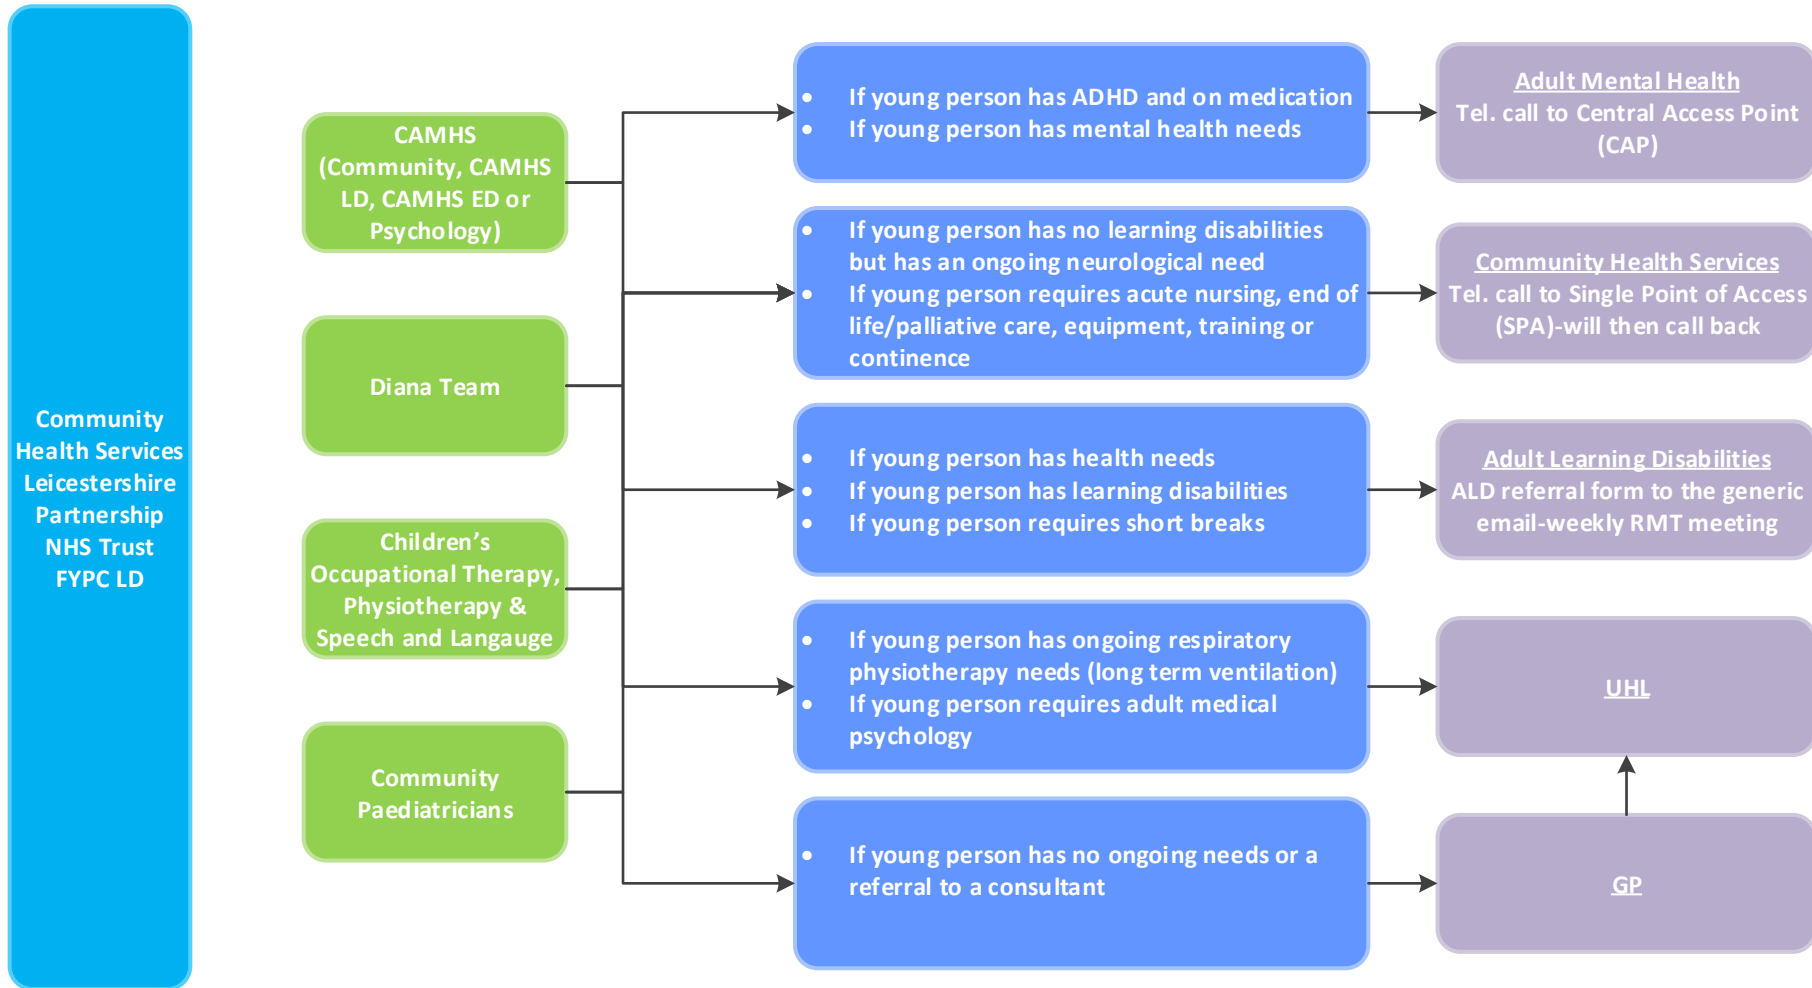 Community
Health Services
Leicestershire
Partnership
NHS Trust
FYPC LD
CAMHS
(Community, CAMHS
LD, CAMHS ED or
Psychology)
Diana Team
Children's
Occupational Therapy,
Physiotherapy &
Speech and Langauge
Community
Paediatricians
• If young person has ADHD and on medication
• If young person has mental health needs
• If young person has no learning disabilities
but has an ongoing neurological need
• If young person requires acute nursing, end of
life/palliative care, equipment, training or
continence
• If young person has health needs
• If young person has learning disabilities
• If young person requires short breaks
• If young person has ongoing respiratory
physiotherapy needs (long term ventilation)
• If young person requires adult medical
psychology
• If young person has no ongoing needs or a
referral to a consultant
Adult Mental Health
Tel. call to Central Access Point
(CAP)
Community Health Services
Tel. call to Single Point of Access
(SPA)-will then call back
Adult Learning Disabilities
ALD referral form to the generic
email-weekly RMT meeting
UHL
GP